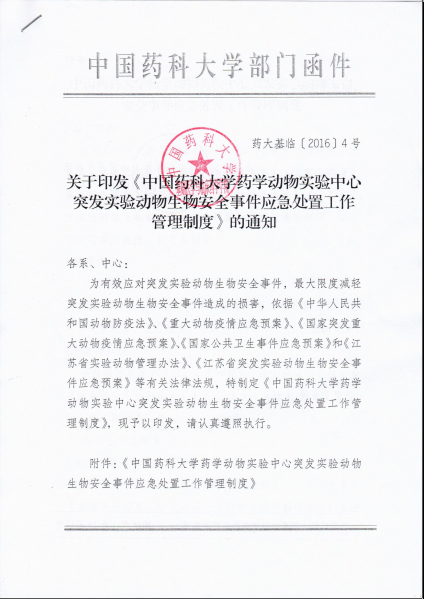 中国药科大学部门函件
药大基临〔2016〕4号
关于印发《中国药科大学药学动物实验中心
突发实验动物生物安全事件应急处置工作
管理制度》的通知
各系、中心：
为有效应对突发实验动物生物安全事件，最大限度减轻
突发实验动物生物安全事件造成的损害，依据《中华人民共
和国动物防疫法》、《重大动物疫情应急预案》、《国家突发重
大动物疫情应急预案》、《国家公共卫生事件应急预案》和《江
苏省实验动物管理办法》、《江苏省突发实验动物生物安全事
件应急预案》等有关法律法规，特制定《中国药科大学药学
动物实验中心突发实验动物生物安全事件应急处置工作管
理制度》，现予以印发，请认真遵照执行。
附件：《中国药科大学药学动物实验中心突发实验动物
生物安全事件应急处置工作管理制度》
中国药科大学